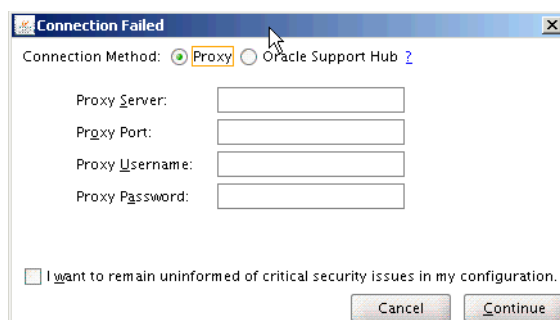 Connection Failed
Connection Method: Proxy Oracle Support Hub ?
Proxy Server:
Proxy Port:
Proxy Username:
Proxy Password:
I want to remain uninformed of critical security issues in my configuration.
Cancel Continue